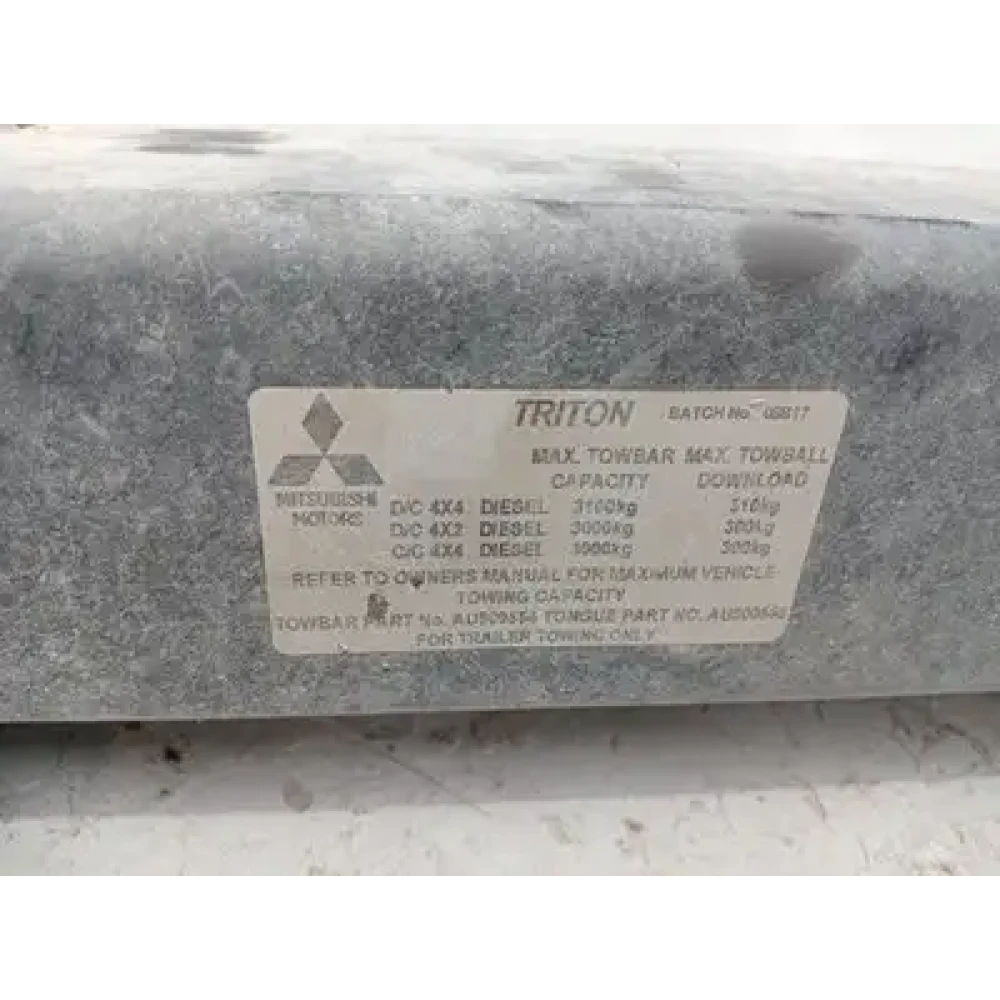 TRITON BATCH No
MAX. TOWBAR MAX. TOWBALL
CAPACITY DOWNLOAD
MITSUBISHI
MOTORS
D/C 4X4 DIESEL 3100kg 310kg
D/C 4X2 DIESEL 3000kg 300kg
C/C 4X4 DIESEL 3000kg 300kg
REFER TO OWNERS MANUAL FOR MAXIMUM VEHICLE
TOWING CAPACITY
TOWBAR PART No. TONGUE PART NO.
FOR TRAILER TOWING ONLY